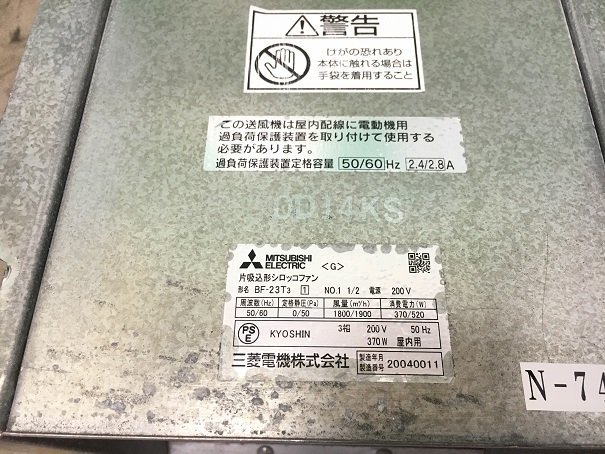 ⚠警告
けがの恐れあり
本体に触れる場合は
手袋を着用すること
この送風機は屋内配線に電動機用
過負荷保護装置を取り付けて使用する
必要があります。
過負荷保護装置定格容量 50/60 Hz 2.4/2.8 A
DD14KS
MITSUBISHI
ELECTRIC <G>
片吸込形シロッコファン
形名 BF-23T3 1 NO.1 1/2 電源 200V
周波数(Hz) 定格静圧(Pa) 風量(m³/h) 消費電力(W)
50/60 0/50 1800/1900 370/520
PSE KYOSHIN 3相 200V 50Hz
370W 屋内用
三菱電機株式会社 製造年月
製造番号 20040011
N-74